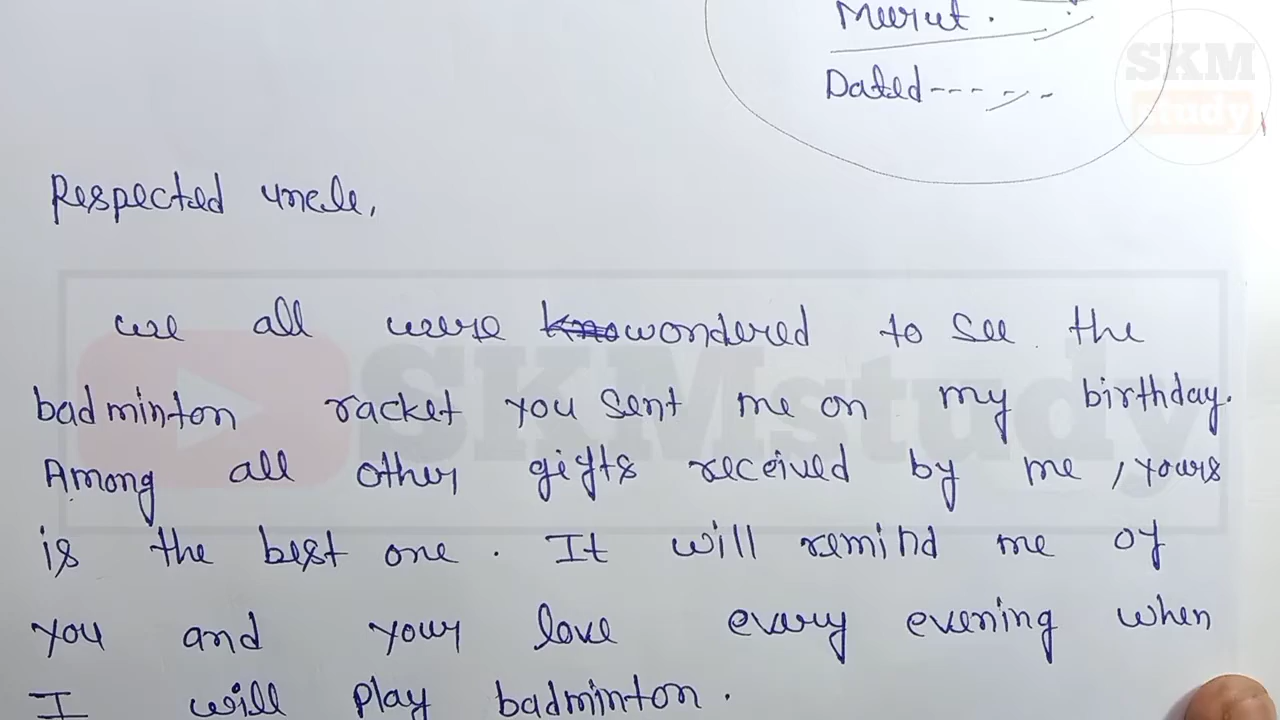 Meerut.
Dated-----
SKM
study
Respected uncle,
we all were wondered to see the
badminton racket you sent me on my birthday.
Among all other gifts received by me, yours
is the best one. It will remind me of
you and your love evary evening when
I will play badminton.
SKMstudy